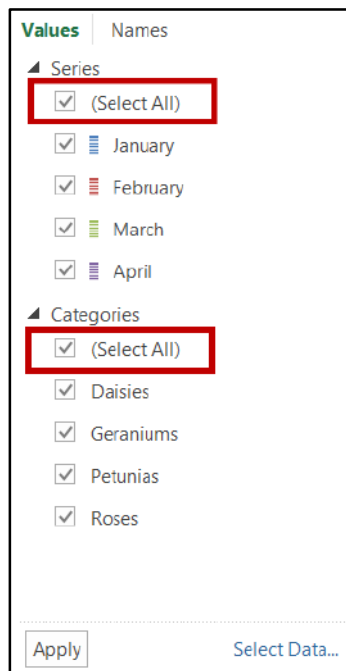 Values Names
Series
(Select All)
January
February
March
April
Categories
(Select All)
Daisies
Geraniums
Petunias
Roses
Apply Select Data...